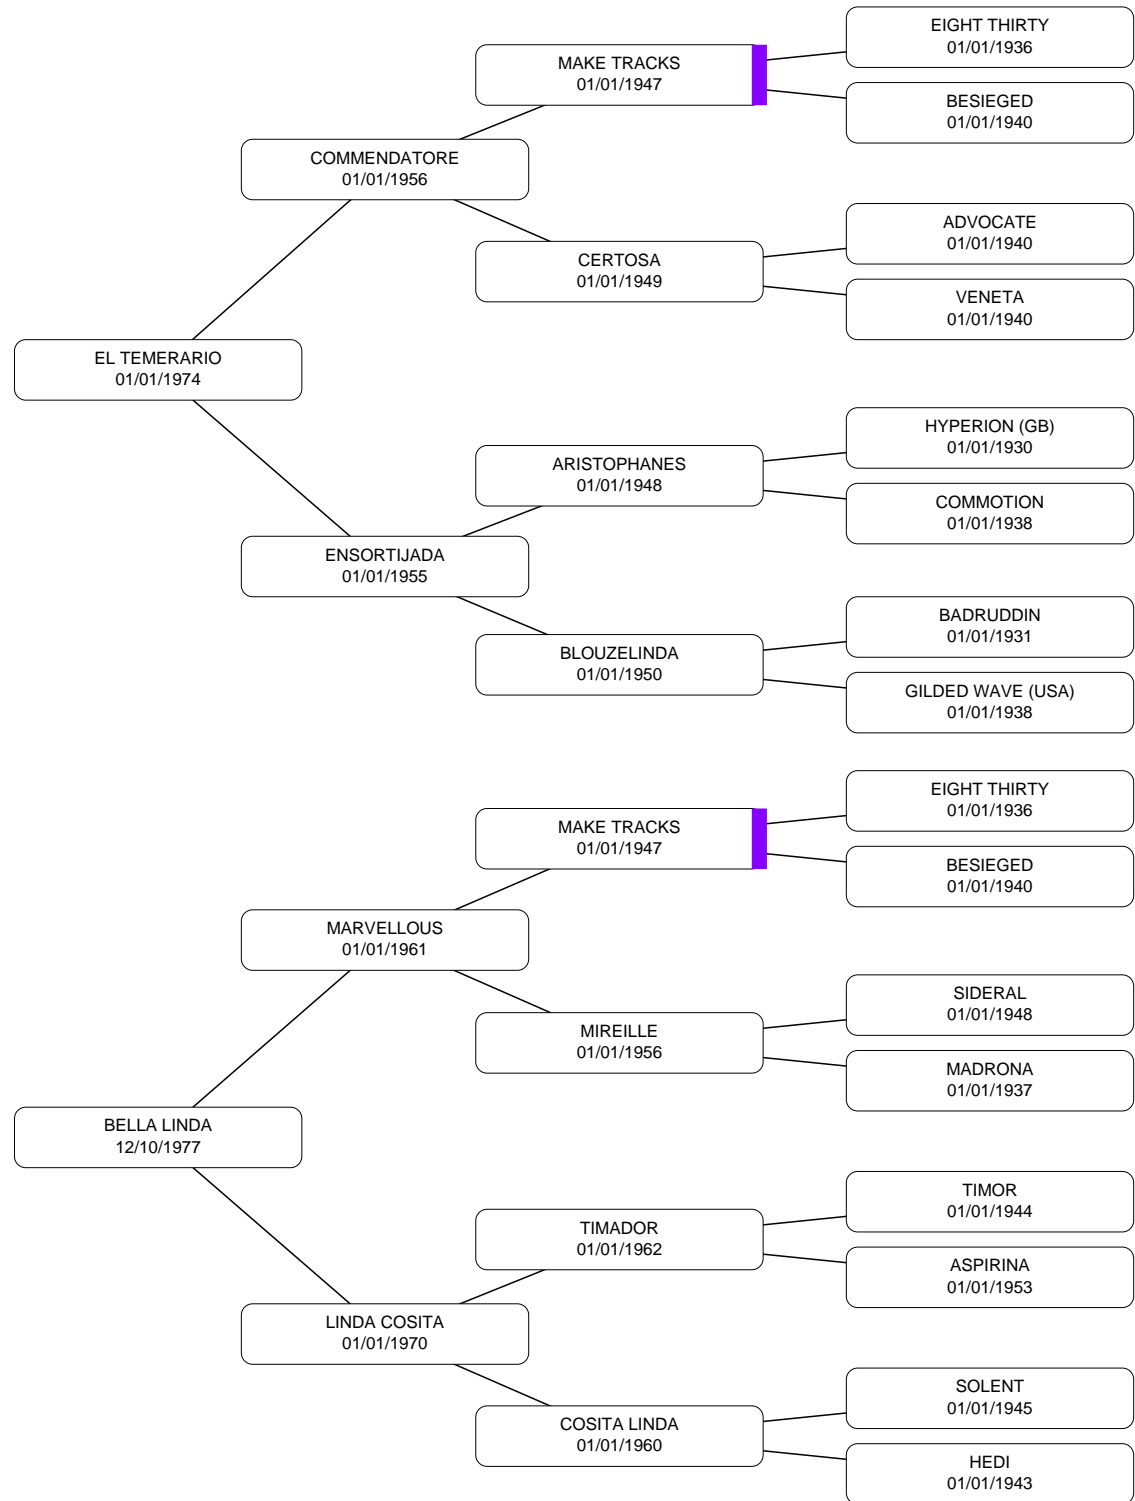 EIGHT THIRTY
01/01/1936
MAKE TRACKS
01/01/1947
BESIEGED
01/01/1940
COMMENDATORE
01/01/1956
ADVOCATE
01/01/1940
CERTOSA
01/01/1949
VENETA
01/01/1940
EL TEMERARIO
01/01/1974
HYPERION (GB)
01/01/1930
ARISTOPHANES
01/01/1948
COMMOTION
01/01/1938
ENSORTIJADA
01/01/1955
BADRUDDIN
01/01/1931
BLOUZELINDA
01/01/1950
GILDED WAVE (USA)
01/01/1938
EIGHT THIRTY
01/01/1936
MAKE TRACKS
01/01/1947
BESIEGED
01/01/1940
MARVELLOUS
01/01/1961
SIDERAL
01/01/1948
MIREILLE
01/01/1956
MADRONA
01/01/1937
BELLA LINDA
12/10/1977
TIMOR
01/01/1944
TIMADOR
01/01/1962
ASPIRINA
01/01/1953
LINDA COSITA
01/01/1970
SOLENT
01/01/1945
COSITA LINDA
01/01/1960
HEDI
01/01/1943